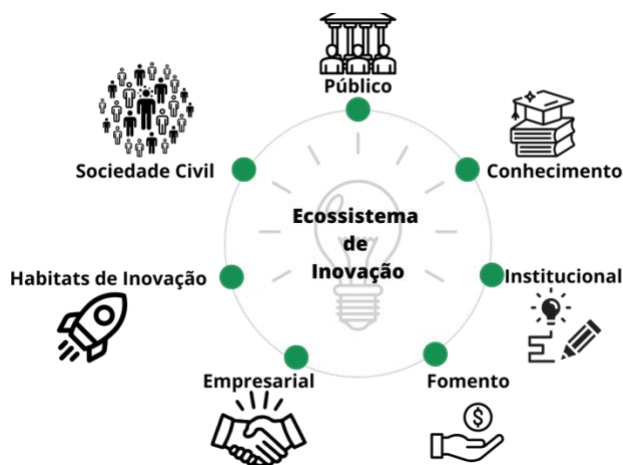 Público
Sociedade Civil
Conhecimento
Ecossistema
de
Inovação
Habitats de Inovação
Institucional
Empresarial
Fomento
$